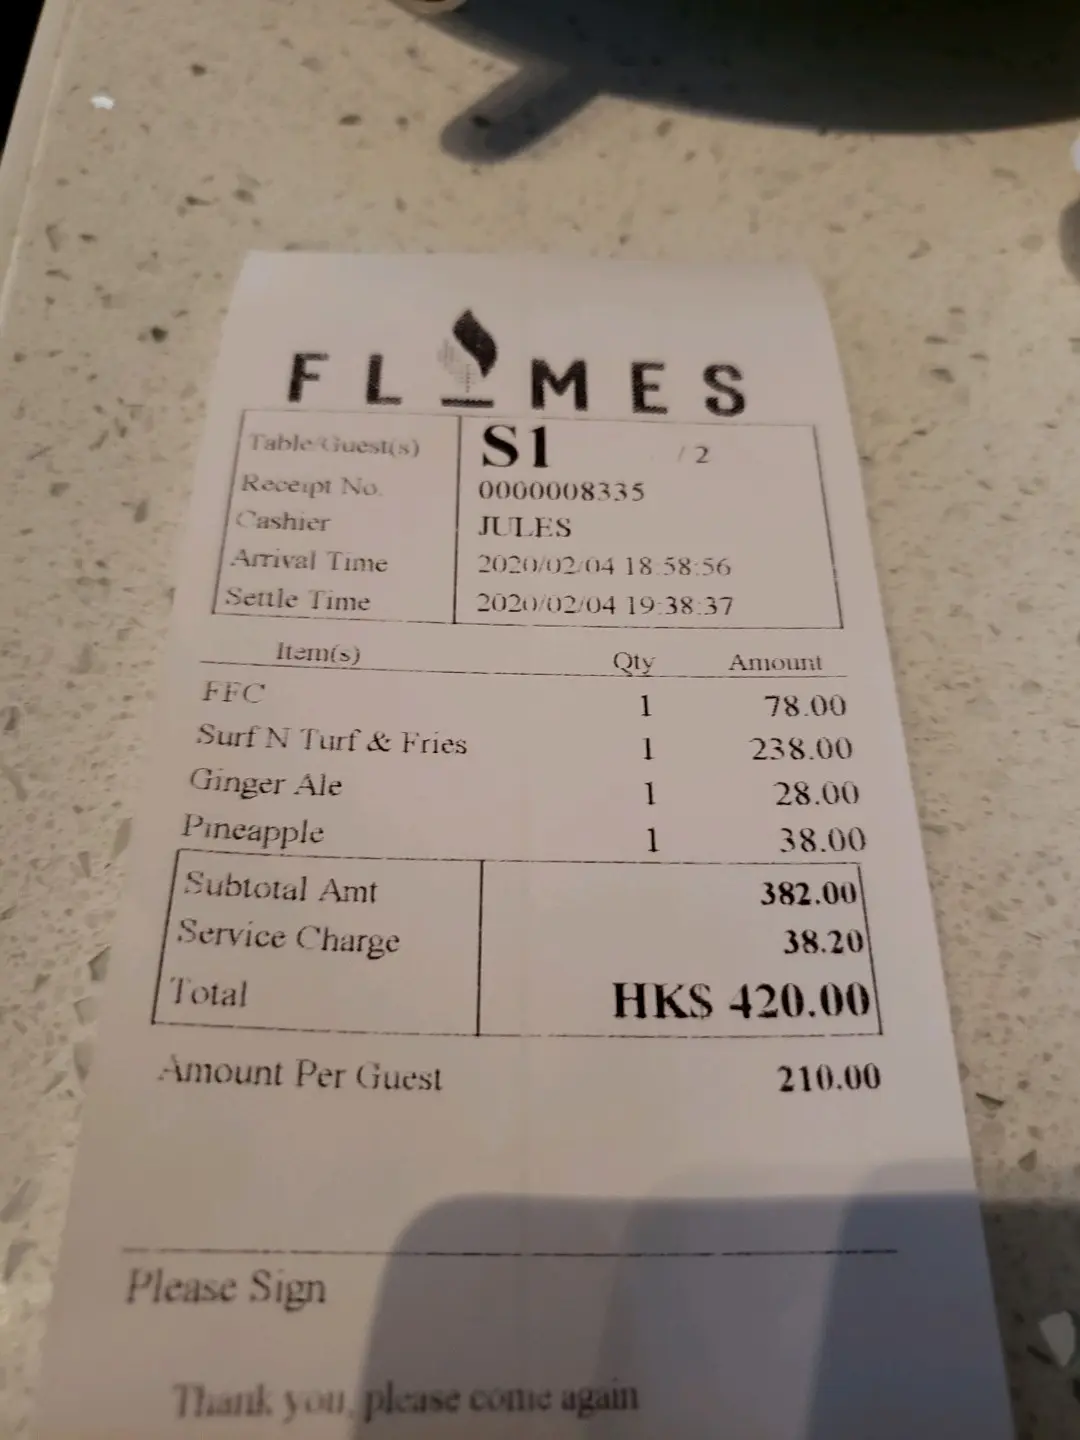 FLAMES
Table/Guest(s) S1 / 2
Receipt No. 0000008335
Cashier JULES
Arrival Time 2020/02/04 18:58:56
Settle Time 2020/02/04 19:38:37
Item(s) Qty Amount
FFC 1 78.00
Surf N Turf & Fries 1 238.00
Ginger Ale 1 28.00
Pineapple 1 38.00
Subtotal Amt 382.00
Service Charge 38.20
Total HK$ 420.00
Amount Per Guest 210.00
Please Sign
Thank you, please come again